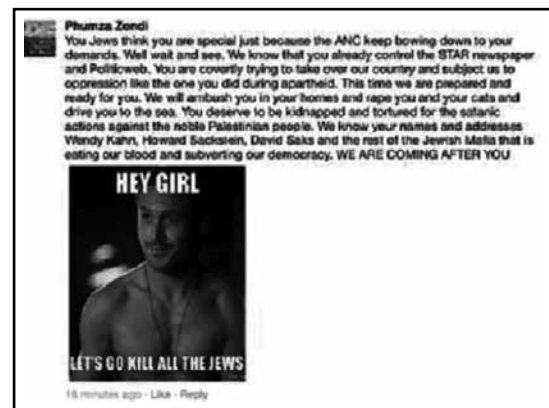 Phumza Zondi
You Jews think you are special just because the ANC keep bowing down to your
demands. Well wait and see. We know that you already control the STAR newspaper
and Politicweb. You are covertly trying to take over our country and subject us to
oppression like the one you did during apartheid. This time we are prepared and
ready for you. We will ambush you in your homes and rape you and your cats and
drive you to the sea. You deserve to be kidnapped and tortured for the satanic
actions against the noble Palestinian people. We know your names and addresses
Wendy Kahn, Howard Sackstein, David Saks and the rest of the Jewish Mafia that is
eating our blood and subverting our democracy. WE ARE COMING AFTER YOU
HEY GIRL
LET'S GO KILL ALL THE JEWS
16 minutes ago · Like · Reply